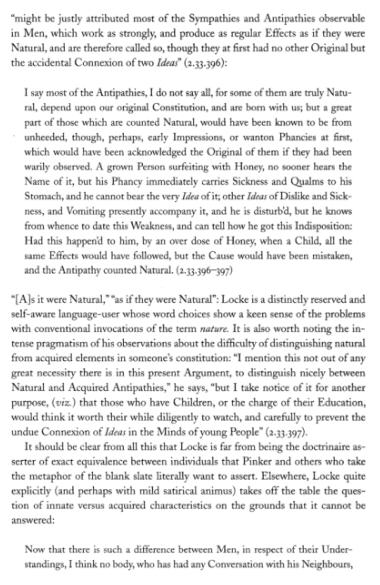 “might be justly attributed most of the Sympathies and Antipathies observable
in Men, which work as strongly, and produce as regular Effects as if they were
Natural, and are therefore called so, though they at first had no other Original but
the accidental Connexion of two Ideas” (2.33.396):
I say most of the Antipathies, I do not say all, for some of them are truly Natu-
ral, depend upon our original Constitution, and are born with us; but a great
part of those which are counted Natural, would have been known to be from
unheeded, though, perhaps, early Impressions, or wanton Phancies at first,
which would have been acknowledged the Original of them if they had been
warily observed. A grown Person surfeiting with Honey, no sooner hears the
Name of it, but his Phancy immediately carries Sickness and Qualms to his
Stomach, and he cannot bear the very Idea of it; other Ideas of Dislike and Sick-
ness, and Vomiting presently accompany it, and he is disturb’d, but he knows
from whence to date this Weakness, and can tell how he got this Indisposition:
Had this happen’d to him, by an over dose of Honey, when a Child, all the
same Effects would have followed, but the Cause would have been mistaken,
and the Antipathy counted Natural. (2.33.396–397)
“[A]s it were Natural,” “as if they were Natural”: Locke is a distinctly reserved and
self-aware language-user whose word choices show a keen sense of the problems
with conventional invocations of the term nature. It is also worth noting the in-
tense pragmatism of his observations about the difficulty of distinguishing natural
from acquired elements in someone’s constitution: “I mention this not out of any
great necessity there is in this present Argument, to distinguish nicely between
Natural and Acquired Antipathies,” he says, “but I take notice of it for another
purpose, (viz.) that those who have Children, or the charge of their Education,
would think it worth their while diligently to watch, and carefully to prevent the
undue Connexion of Ideas in the Minds of young People” (2.33.397).
It should be clear from all this that Locke is far from being the doctrinaire as-
serter of exact equivalence between individuals that Pinker and others who take
the metaphor of the blank slate literally want to assert. Elsewhere, Locke quite
explicitly (and perhaps with mild satirical animus) takes off the table the ques-
tion of innate versus acquired characteristics on the grounds that it cannot be
answered:
Now that there is such a difference between Men, in respect of their Under-
standings, I think no body, who has had any Conversation with his Neighbours,